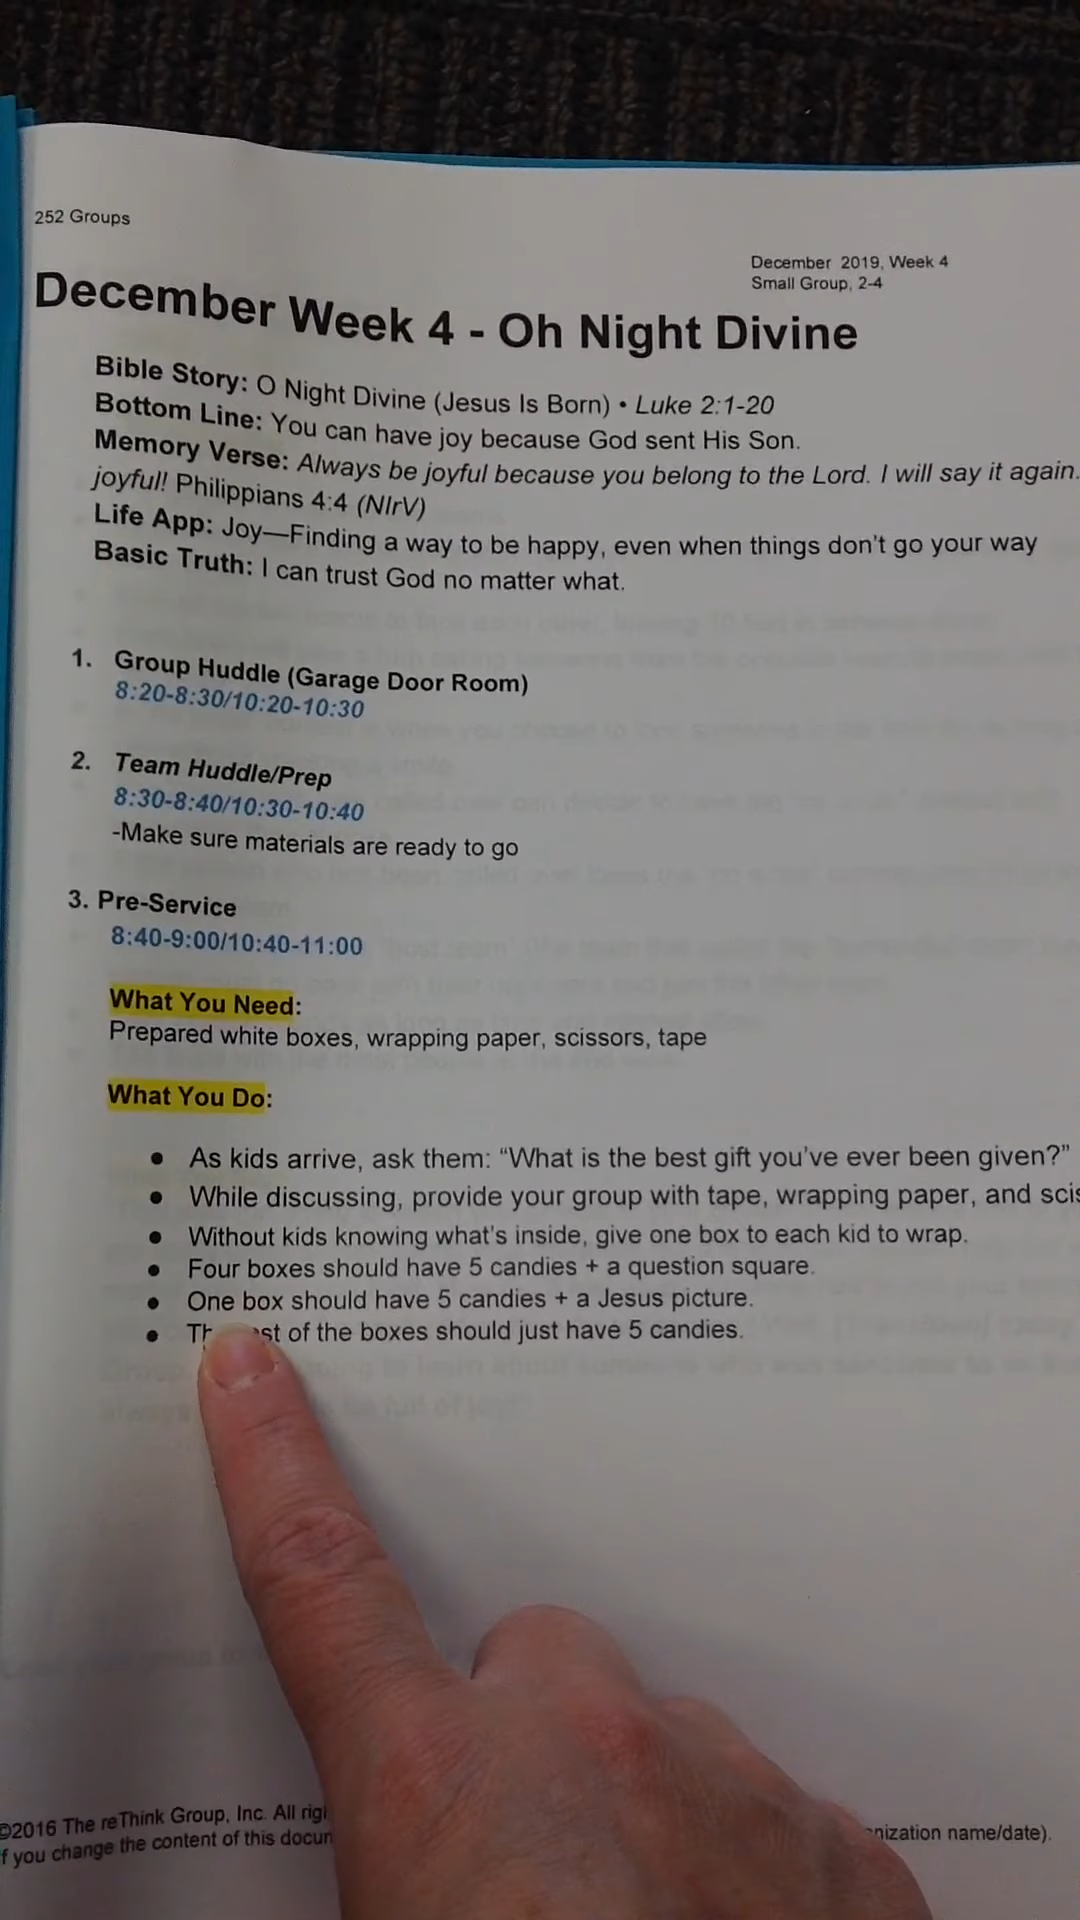 252 Groups
December 2019, Week 4
Small Group, 2-4
December Week 4 - Oh Night Divine
Bible Story: O Night Divine (Jesus Is Born) • Luke 2:1-20
Bottom Line: You can have joy because God sent His Son.
Memory Verse: Always be joyful because you belong to the Lord. I will say it again.
joyful! Philippians 4:4 (NIrV)
Life App: Joy—Finding a way to be happy, even when things don't go your way
Basic Truth: I can trust God no matter what.
1. Group Huddle (Garage Door Room)
8:20-8:30/10:20-10:30
2. Team Huddle/Prep
8:30-8:40/10:30-10:40
-Make sure materials are ready to go
3. Pre-Service
8:40-9:00/10:40-11:00
What You Need:
Prepared white boxes, wrapping paper, scissors, tape
What You Do:
• As kids arrive, ask them: “What is the best gift you’ve ever been given?”
• While discussing, provide your group with tape, wrapping paper, and
• Without kids knowing what's inside, give one box to each kid to wrap.
• Four boxes should have 5 candies + a question square.
• One box should have 5 candies + a Jesus picture.
• of the boxes should just have 5 candies.
©2016 The reThink Group, Inc. All
f you change the content of this name/date).